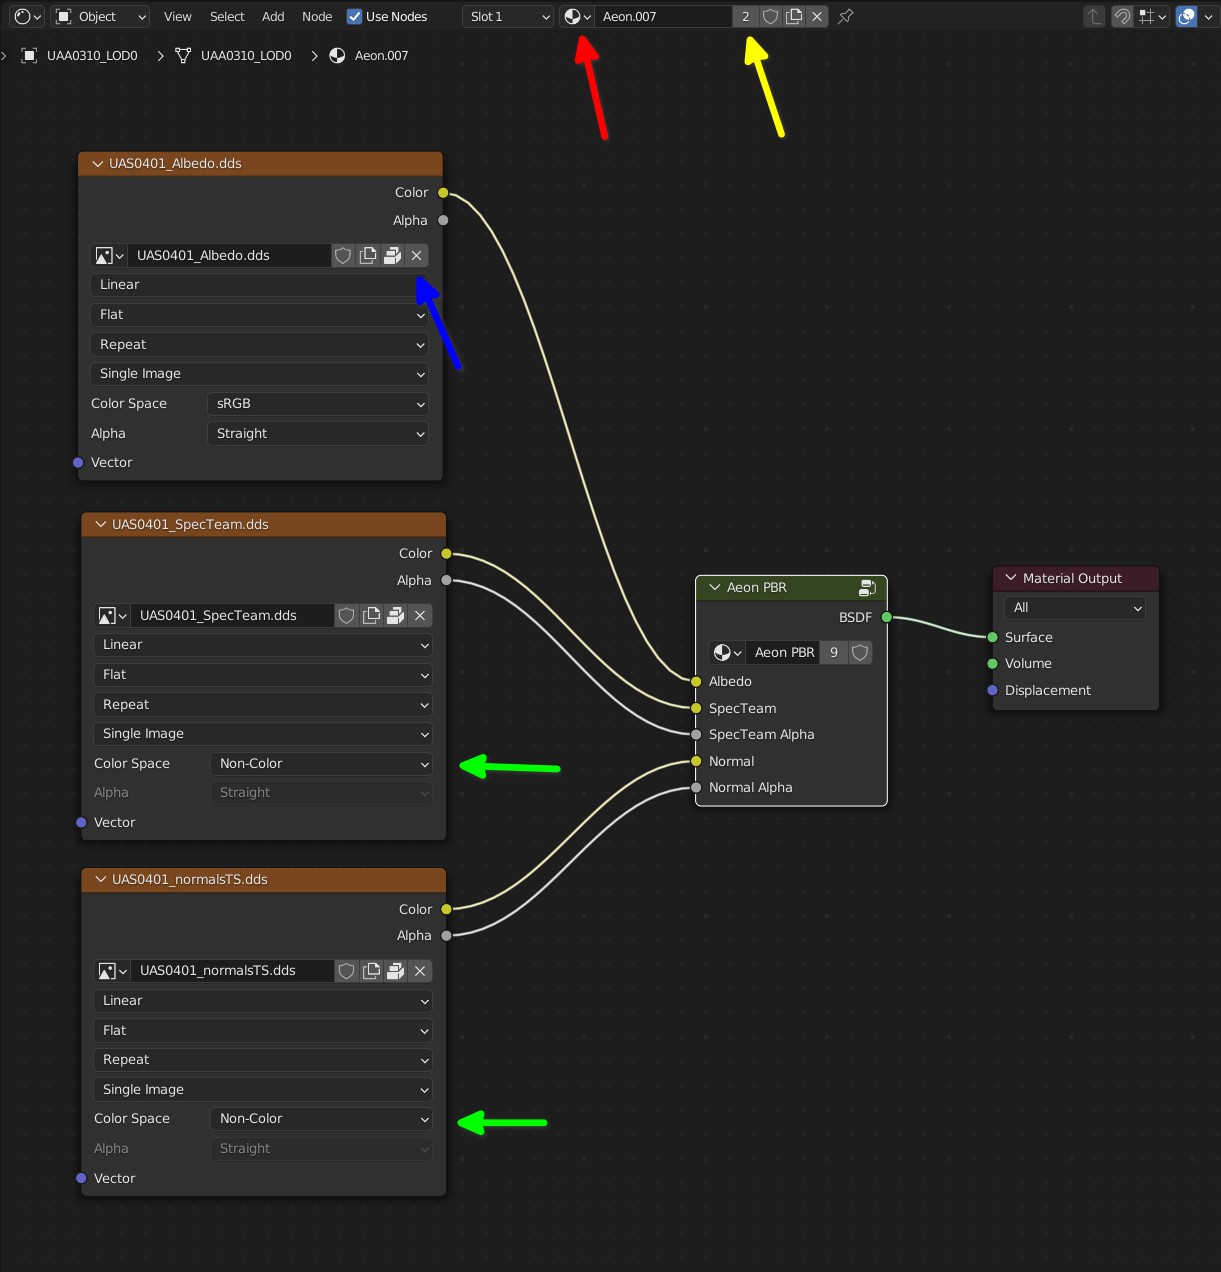 Object View Select Add Node Use Nodes Slot 1 Aeon.007 2
UAA0310_LOD0 UAA0310_LOD0 Aeon.007
UAS0401_Albedo.dds
Color
Alpha
UAS0401_Albedo.dds
Linear
Flat
Repeat
Single Image
Color Space sRGB
Alpha Straight
Vector
UAS0401_SpecTeam.dds
Color
Alpha
UAS0401_SpecTeam.dds
Linear
Flat
Repeat
Single Image
Color Space Non-Color
Alpha Straight
Vector
UAS0401_normalsTS.dds
Color
Alpha
UAS0401_normalsTS.dds
Linear
Flat
Repeat
Single Image
Color Space Non-Color
Alpha Straight
Vector
Aeon PBR
BSDF
Aeon PBR 9
Albedo
SpecTeam
SpecTeam Alpha
Normal
Normal Alpha
Material Output
All
Surface
Volume
Displacement